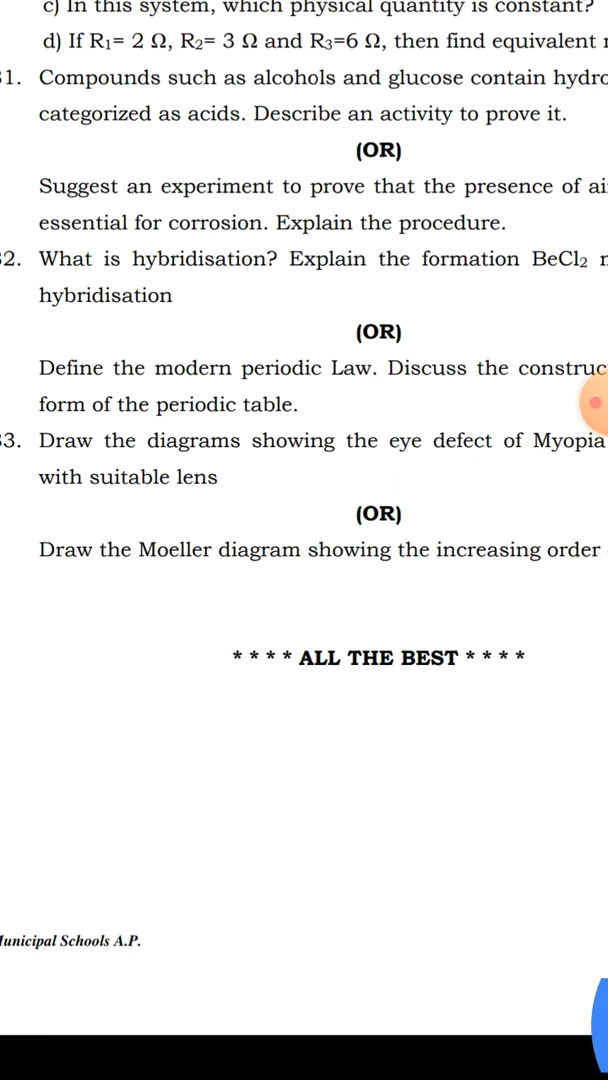 c) In this system, which physical quantity is constant?
d) If R₁= 2 Ω, R₂= 3 Ω and R₃=6 Ω, then find equivalent
1. Compounds such as alcohols and glucose contain
categorized as acids. Describe an activity to prove it.
(OR)
Suggest an experiment to prove that the presence of
essential for corrosion. Explain the procedure.
2. What is hybridisation? Explain the formation BeCl₂
hybridisation
(OR)
Define the modern periodic Law. Discuss the
form of the periodic table.
3. Draw the diagrams showing the eye defect of Myopia
with suitable lens
(OR)
Draw the Moeller diagram showing the increasing order
* * * * ALL THE BEST * * * *
Schools A.P.